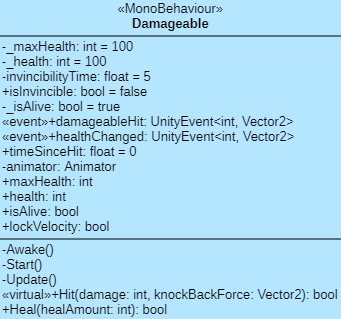 «MonoBehaviour»
Damageable
-_maxHealth: int = 100
-_health: int = 100
-invincibilityTime: float = 5
+isInvincible: bool = false
-_isAlive: bool = true
«event»+damageableHit: UnityEvent<int, Vector2>
«event»+healthChanged: UnityEvent<int, Vector2>
+timeSinceHit: float = 0
-animator: Animator
+maxHealth: int
+health: int
+isAlive: bool
+lockVelocity: bool
-Awake()
-Start()
-Update()
«virtual»+Hit(damage: int, knockBackForce: Vector2): bool
+Heal(healAmount: int): bool